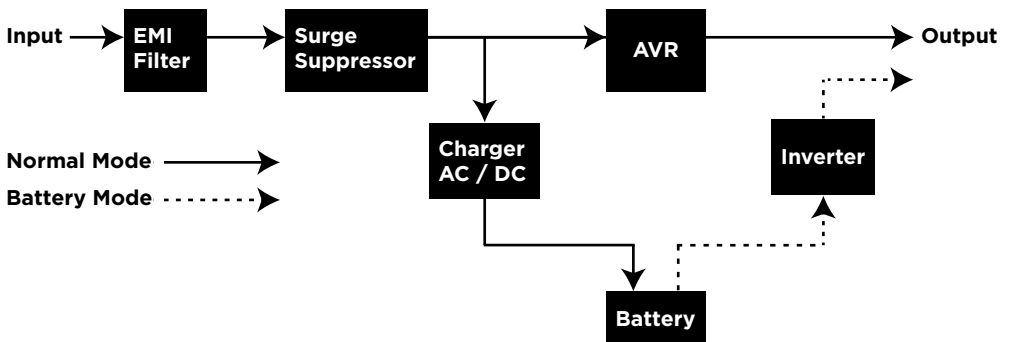 Input
EMI
Filter
Surge
Suppressor
AVR
Output
Charger
AC / DC
Inverter
Normal Mode
Battery Mode
Battery